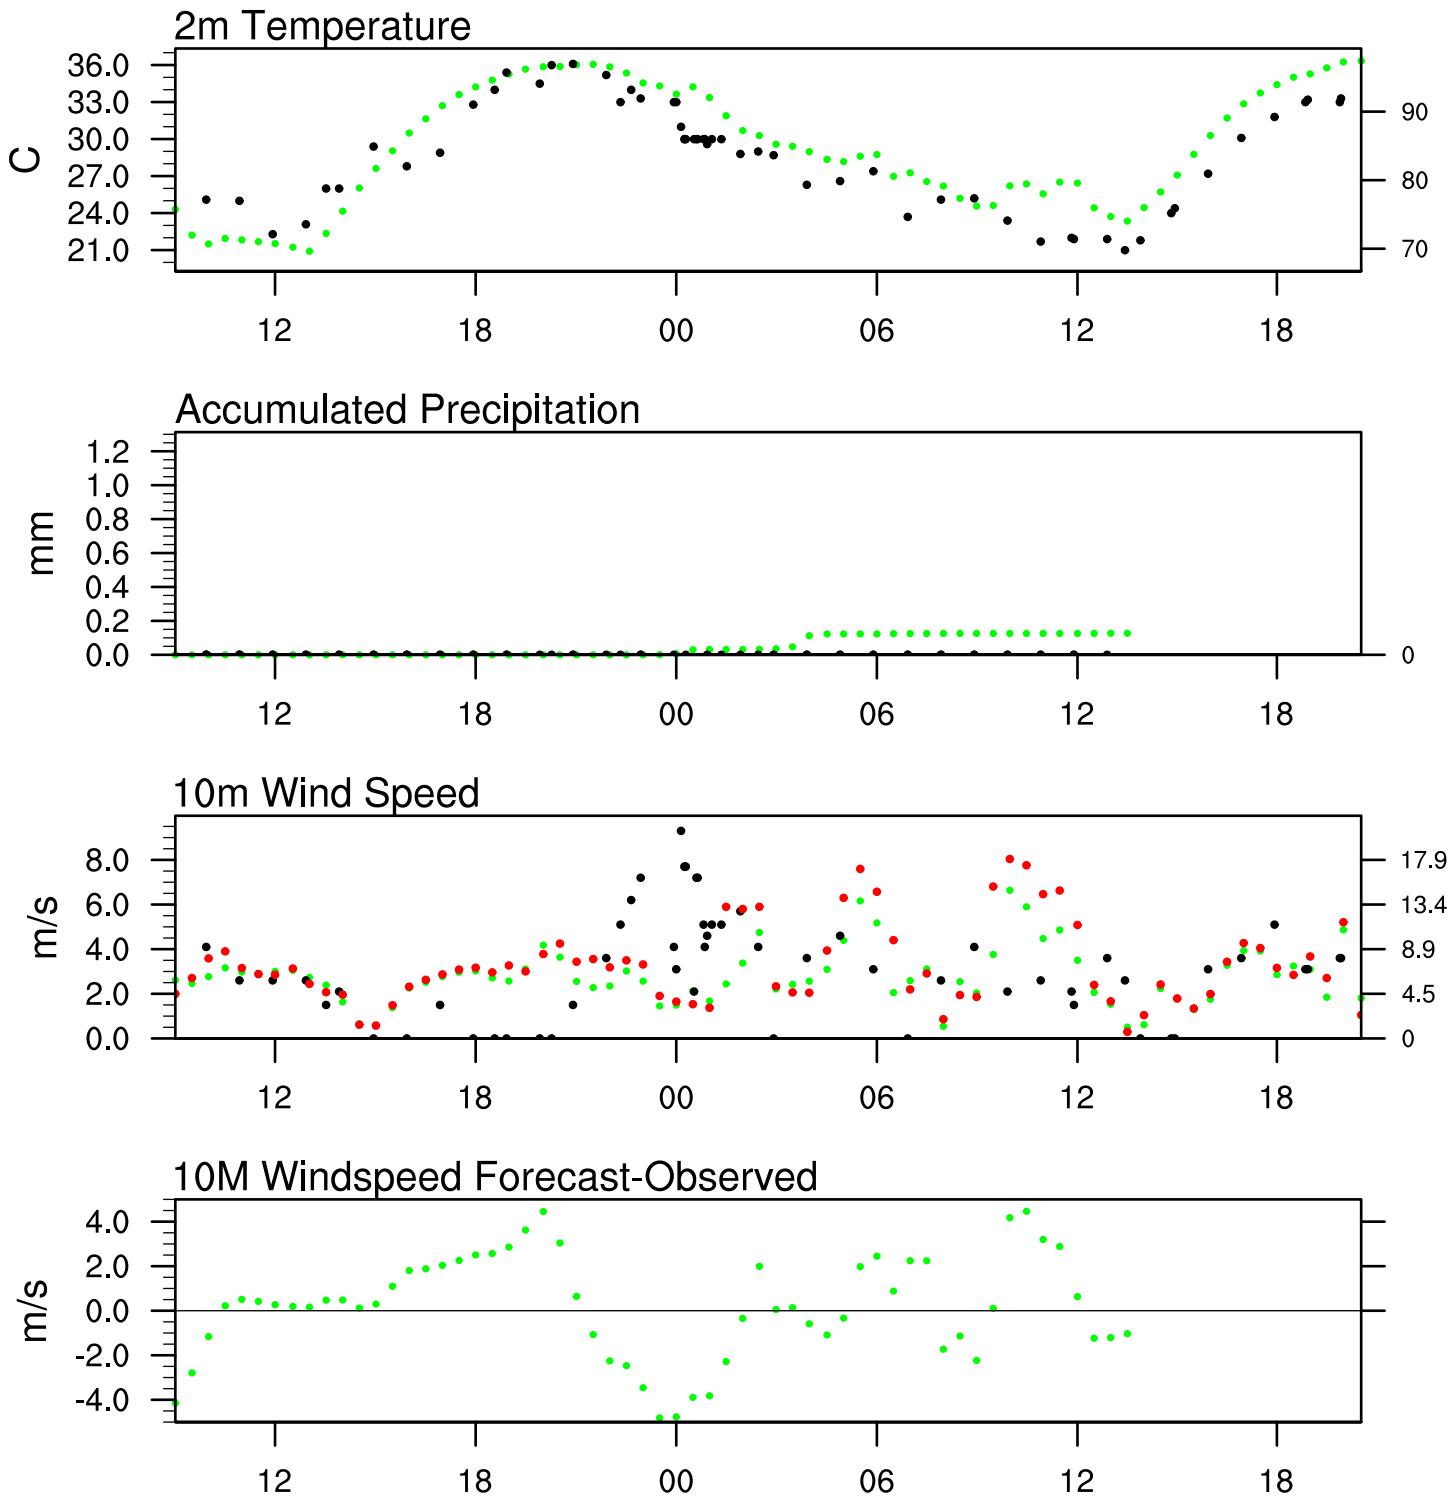 2m Temperature
36.0
33.0
30.0
27.0
24.0
21.0
C
90
80
70
12 18 00 06 12 18
Accumulated Precipitation
1.2
1.0
0.8
0.6
0.4
0.2
0.0
mm
0
12 18 00 06 12 18
10m Wind Speed
8.0 17.9
6.0 13.4
4.0 8.9
2.0 4.5
0.0 0
m/s
12 18 00 06 12 18
10M Windspeed Forecast-Observed
4.0
2.0
0.0
-2.0
-4.0
m/s
12 18 00 06 12 18